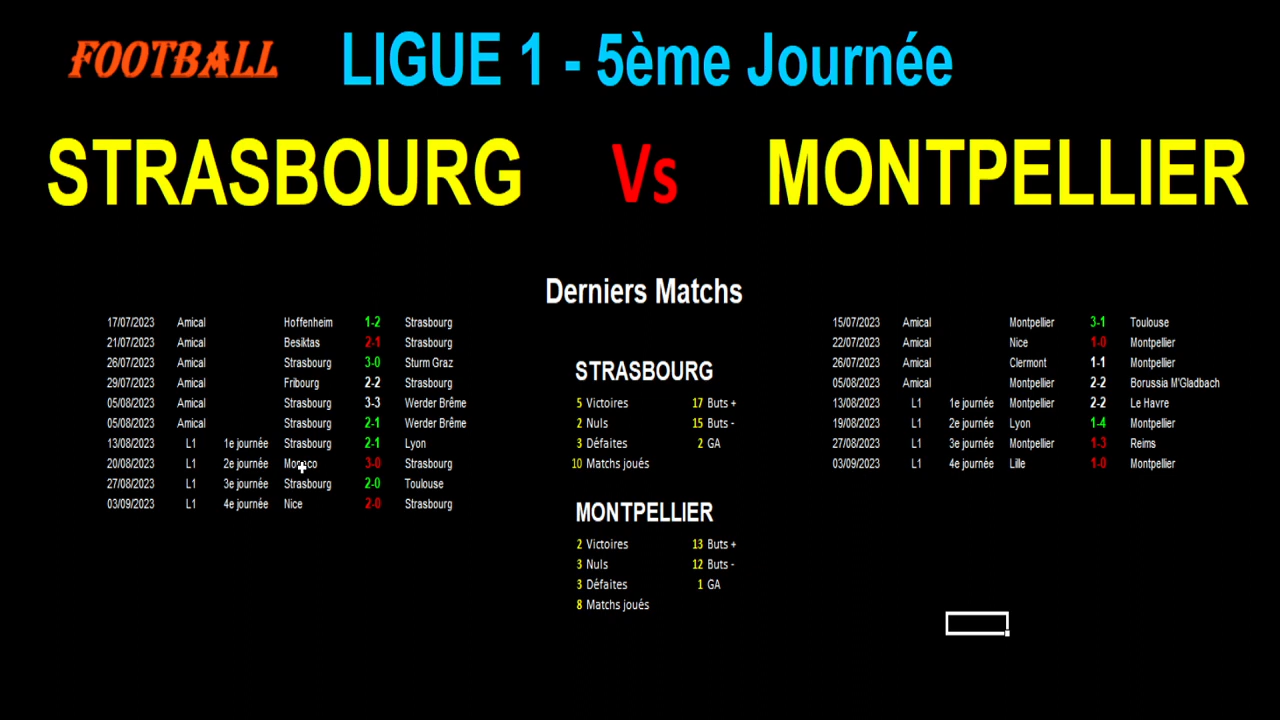 FOOTBALL LIGUE 1 - 5ème Journée
STRASBOURG Vs MONTPELLIER
Derniers Matchs
17/07/2023 Amical Hoffenheim 1-2 Strasbourg
21/07/2023 Amical Besiktas 2-1 Strasbourg
26/07/2023 Amical Strasbourg 3-0 Sturm Graz
29/07/2023 Amical Fribourg 2-2 Strasbourg
05/08/2023 Amical Strasbourg 3-3 Werder Brême
05/08/2023 Amical Strasbourg 2-1 Werder Brême
13/08/2023 L1 1e journée Strasbourg 2-1 Lyon
20/08/2023 L1 2e journée Monaco 3-0 Strasbourg
27/08/2023 L1 3e journée Strasbourg 2-0 Toulouse
03/09/2023 L1 4e journée Nice 2-0 Strasbourg
STRASBOURG
5 Victoires 17 Buts +
2 Nuls 15 Buts -
3 Défaites 2 GA
10 Matchs joués
MONTPELLIER
2 Victoires 13 Buts +
3 Nuls 12 Buts -
3 Défaites 1 GA
8 Matchs joués
15/07/2023 Amical Montpellier 3-1 Toulouse
22/07/2023 Amical Nice 1-0 Montpellier
26/07/2023 Amical Clermont 1-1 Montpellier
05/08/2023 Amical Montpellier 2-2 Borussia M'Gladbach
13/08/2023 L1 1e journée Montpellier 2-2 Le Havre
19/08/2023 L1 2e journée Lyon 1-4 Montpellier
27/08/2023 L1 3e journée Montpellier 1-3 Reims
03/09/2023 L1 4e journée Lille 1-0 Montpellier